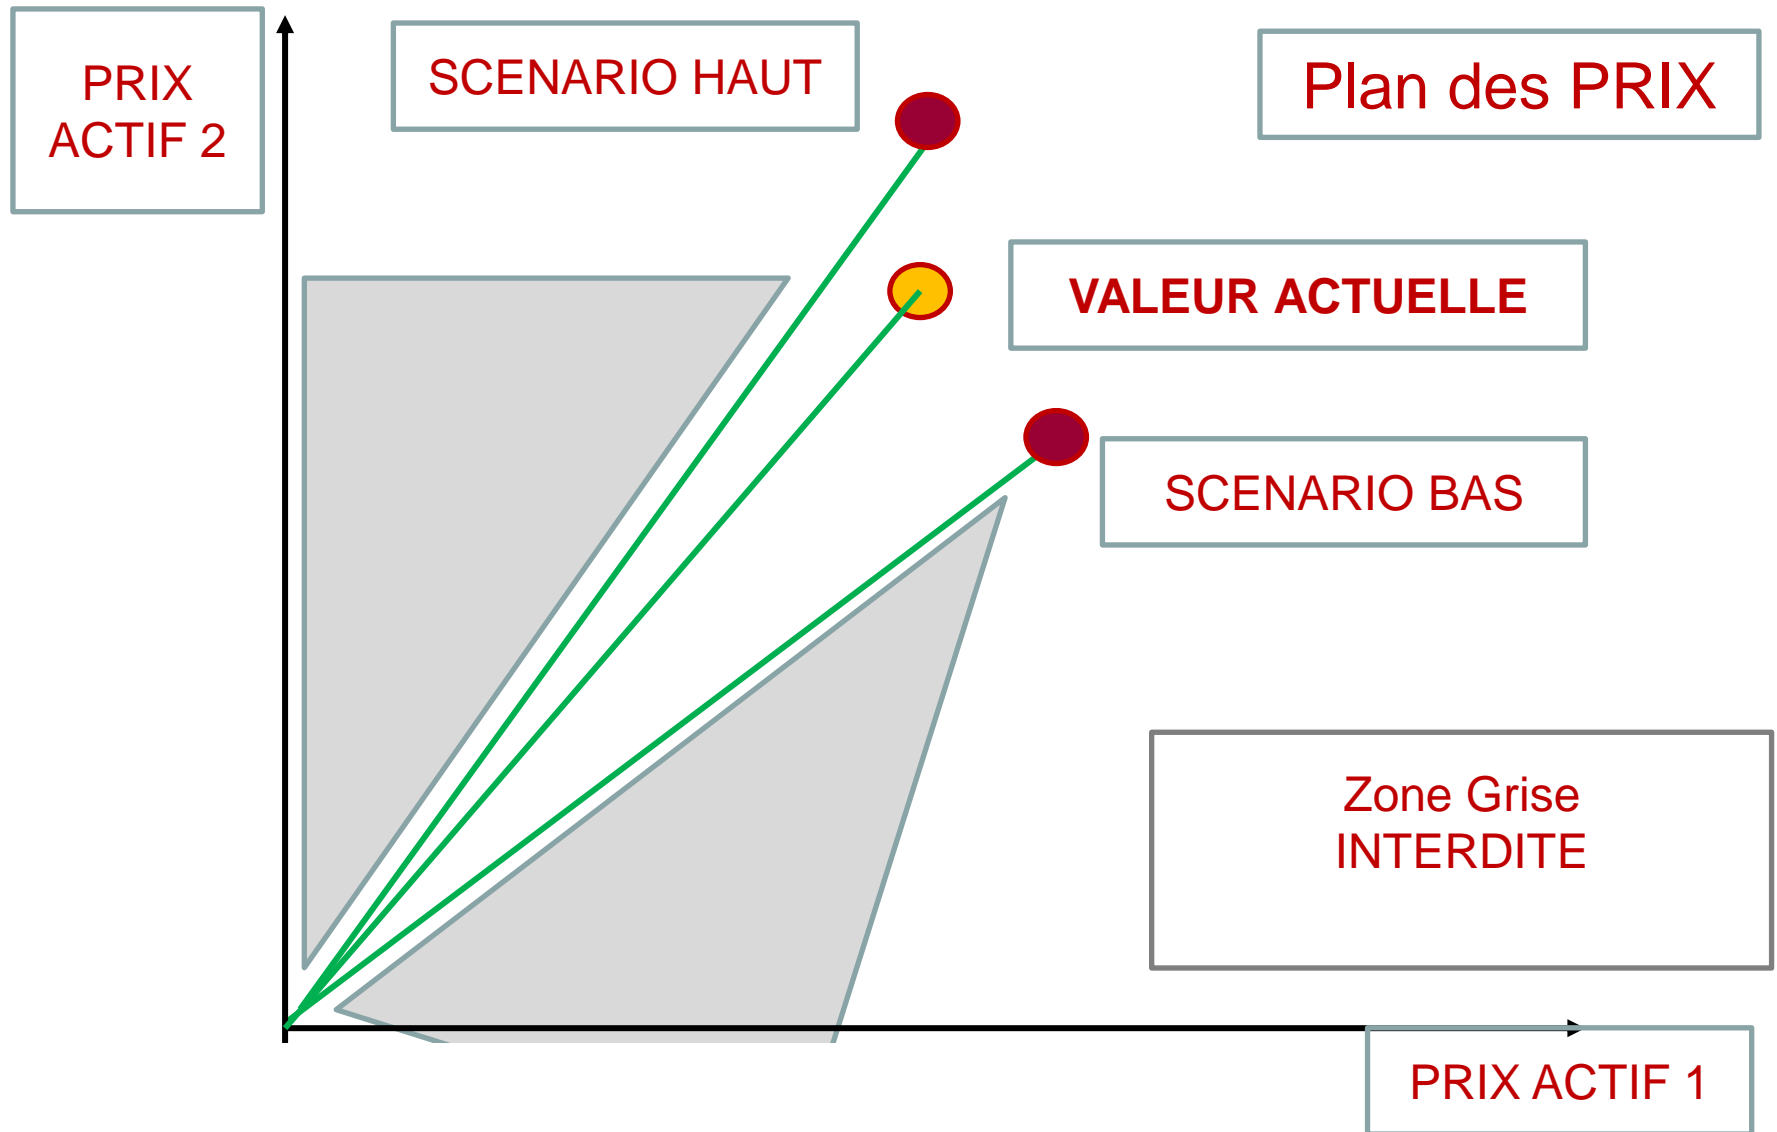 PRIX
ACTIF 2
SCENARIO HAUT
Plan des PRIX
VALEUR ACTUELLE
SCENARIO BAS
Zone Grise
INTERDITE
PRIX ACTIF 1